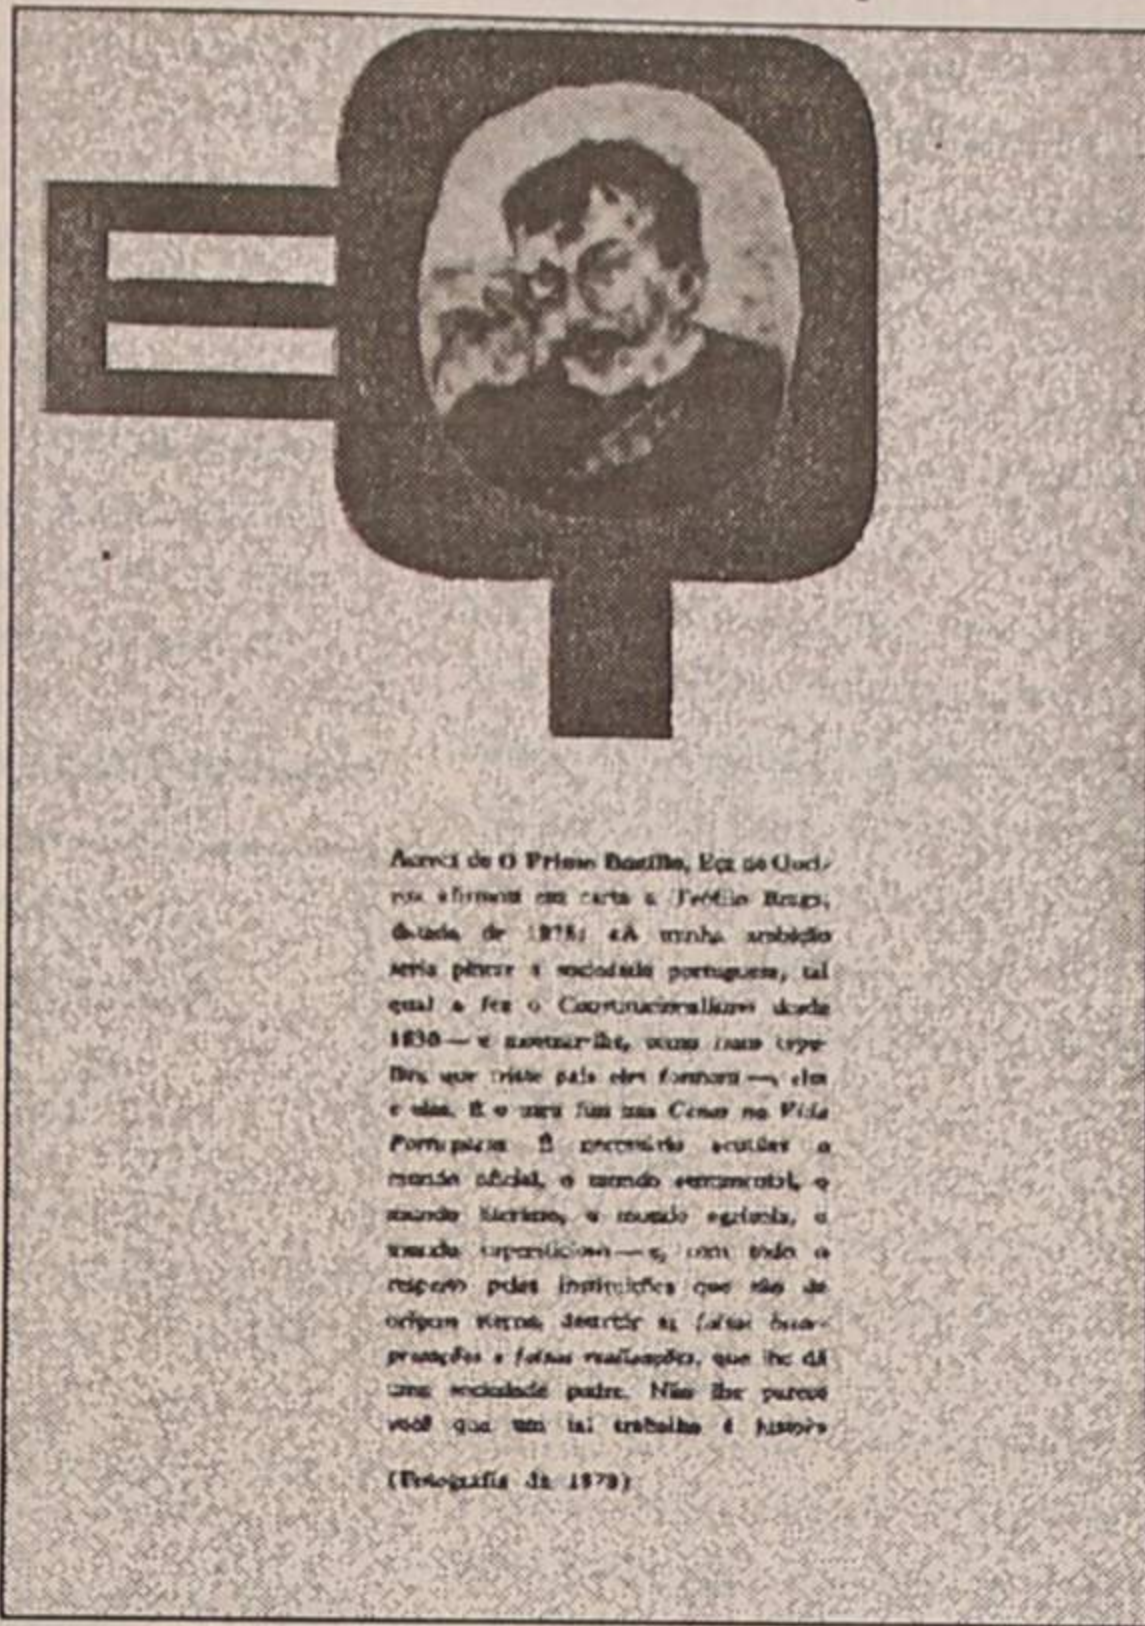 EQ
Acerca de O Primo Basílio, Eça de Quei-
roz afirmou em carta a Teófilo Braga,
datada de 1878: «A minha ambição
seria pintar a sociedade portuguesa, tal
qual a fez o Constitucionalismo desde
1830 — e mostrar-lhe, como num espe-
lho, que triste país eles formam —, eles
e elas. É o meu fim nas Cenas na Vida
Portuguesa. É necessário acutilar o
mundo oficial, o mundo sentimental, o
mundo literário, o mundo agrícola, o
mundo supersticioso — e, com todo o
respeito pelas instituições que são de
origem eterna, destruir as falsas inter-
pretações e falsas realizações, que lhe dá
uma sociedade podre. Não lhe parece
você que um tal trabalho é justo?»
(Fotografia de 1878)